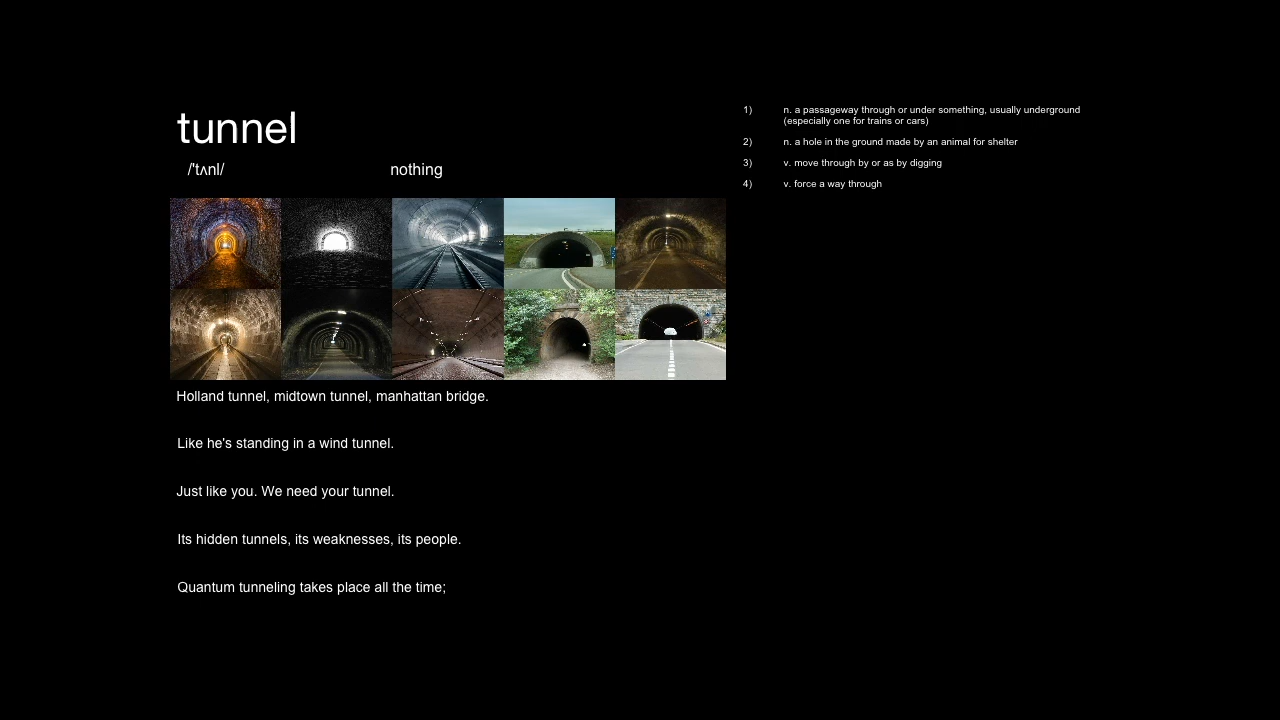 tunnel
/'tʌnl/
nothing
1) n. a passageway through or under something, usually underground
(especially one for trains or cars)
2) n. a hole in the ground made by an animal for shelter
3) v. move through by or as by digging
4) v. force a way through
Holland tunnel, midtown tunnel, manhattan bridge.
Like he's standing in a wind tunnel.
Just like you. We need your tunnel.
Its hidden tunnels, its weaknesses, its people.
Quantum tunneling takes place all the time;